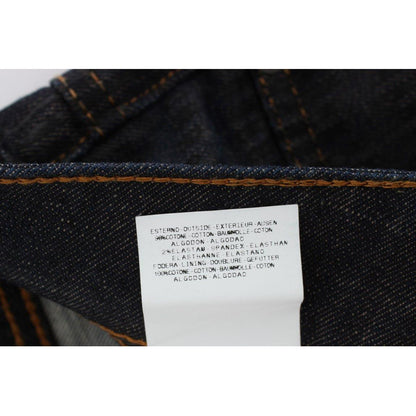 ESTERNO-OUTSIDE-EXTERIEUR-AUSEN
98%COTONE-COTTON-BAUMWOLLE-COTON
ALGODON-ALGODAO
2%ELASTAM-SPANDEX-ELASTHAN
ELASTHANNE ELASTANO
FODERA-LINING-DOUBLURE-GEFUTTER
100%COTONE-COTTON-BAUMWOLLE-COTON
ALGODON-ALGODAO